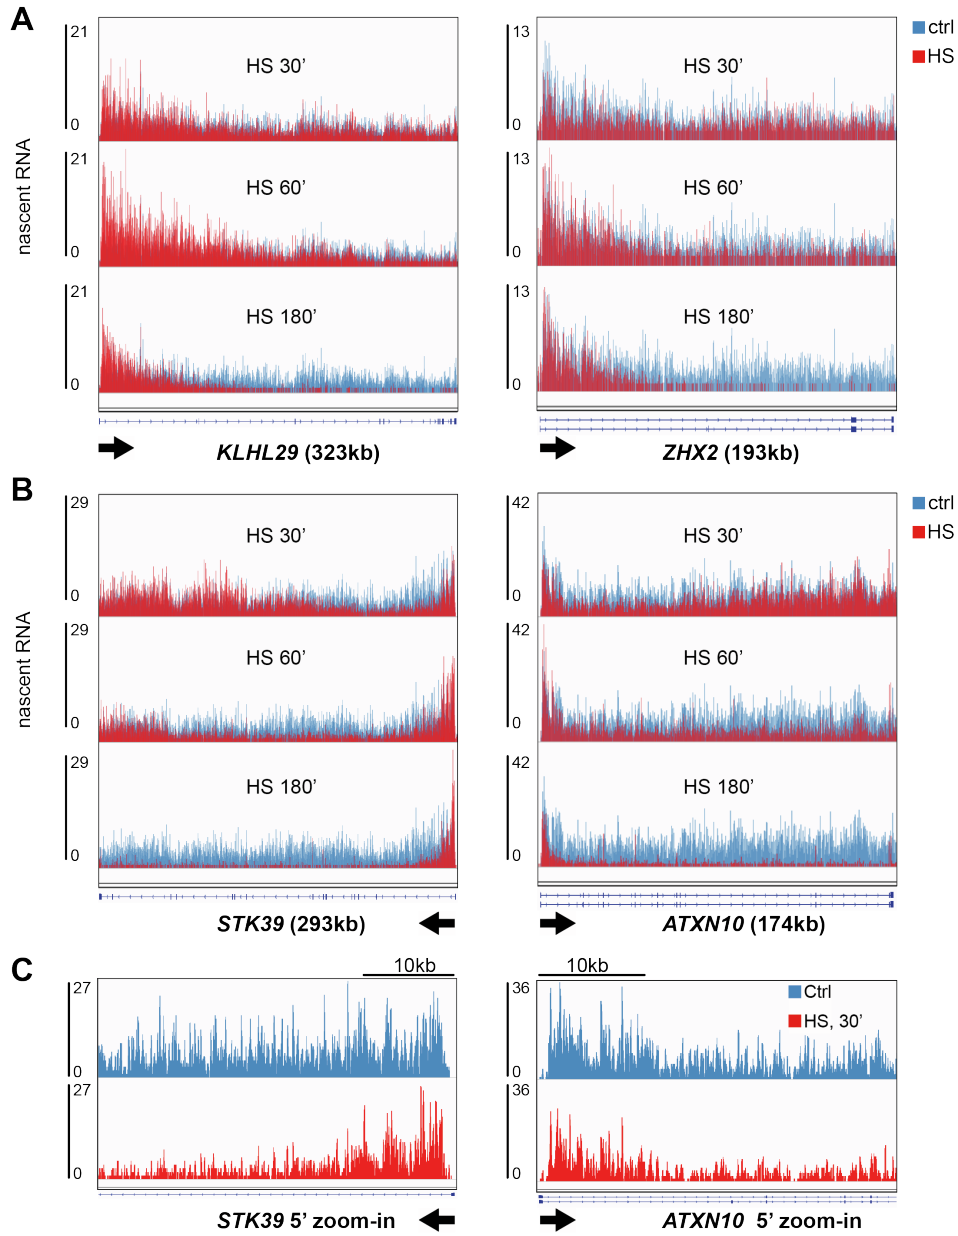 A
21
HS 30’
0
13
HS 30’
0
ctrl
HS
nascent RNA
21
HS 60’
0
13
HS 60’
0
21
HS 180’
0
13
HS 180’
0
KLHL29 (323kb)
ZHX2 (193kb)
B
29
HS 30’
0
42
HS 30’
0
ctrl
HS
nascent RNA
29
HS 60’
0
42
HS 60’
0
29
HS 180’
0
42
HS 180’
0
STK39 (293kb)
ATXN10 (174kb)
C
10kb
10kb
27
0
36
0
Ctrl
HS, 30’
27
0
36
0
STK39 5’ zoom-in
ATXN10 5’ zoom-in